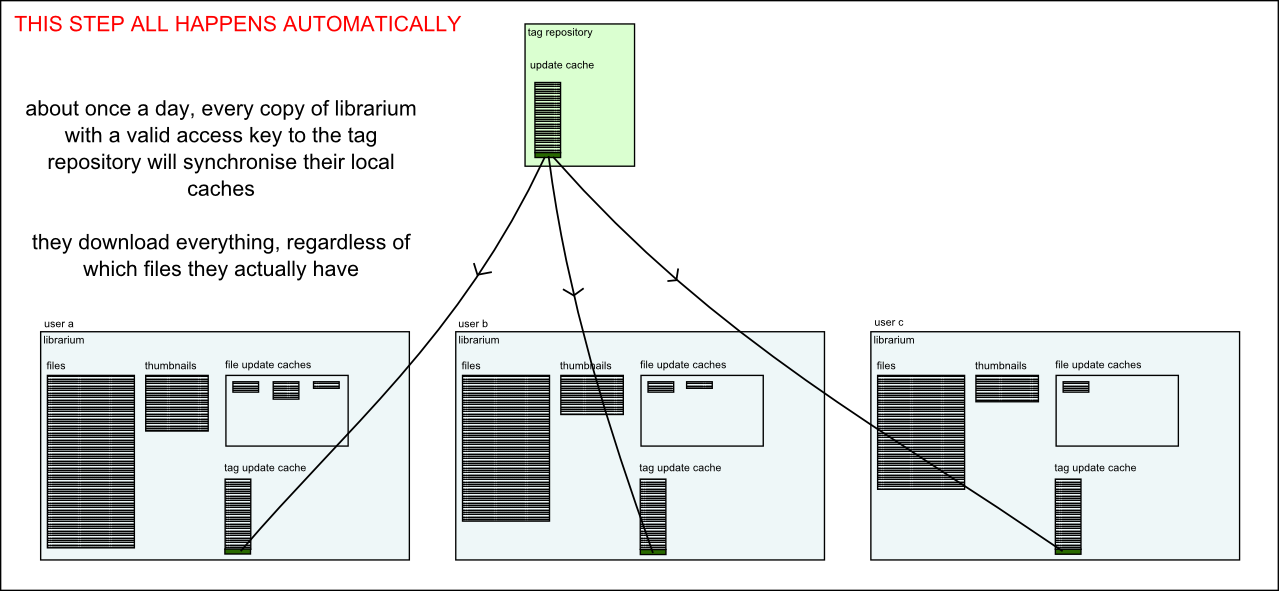 THIS STEP ALL HAPPENS AUTOMATICALLY
about once a day, every copy of librarium
with a valid access key to the tag
repository will synchronise their local
caches
they download everything, regardless of
which files they actually have
tag repository
update cache
user a
librarium
files
thumbnails
file update caches
tag update cache
user b
librarium
files
thumbnails
file update caches
tag update cache
user c
librarium
files
thumbnails
file update caches
tag update cache